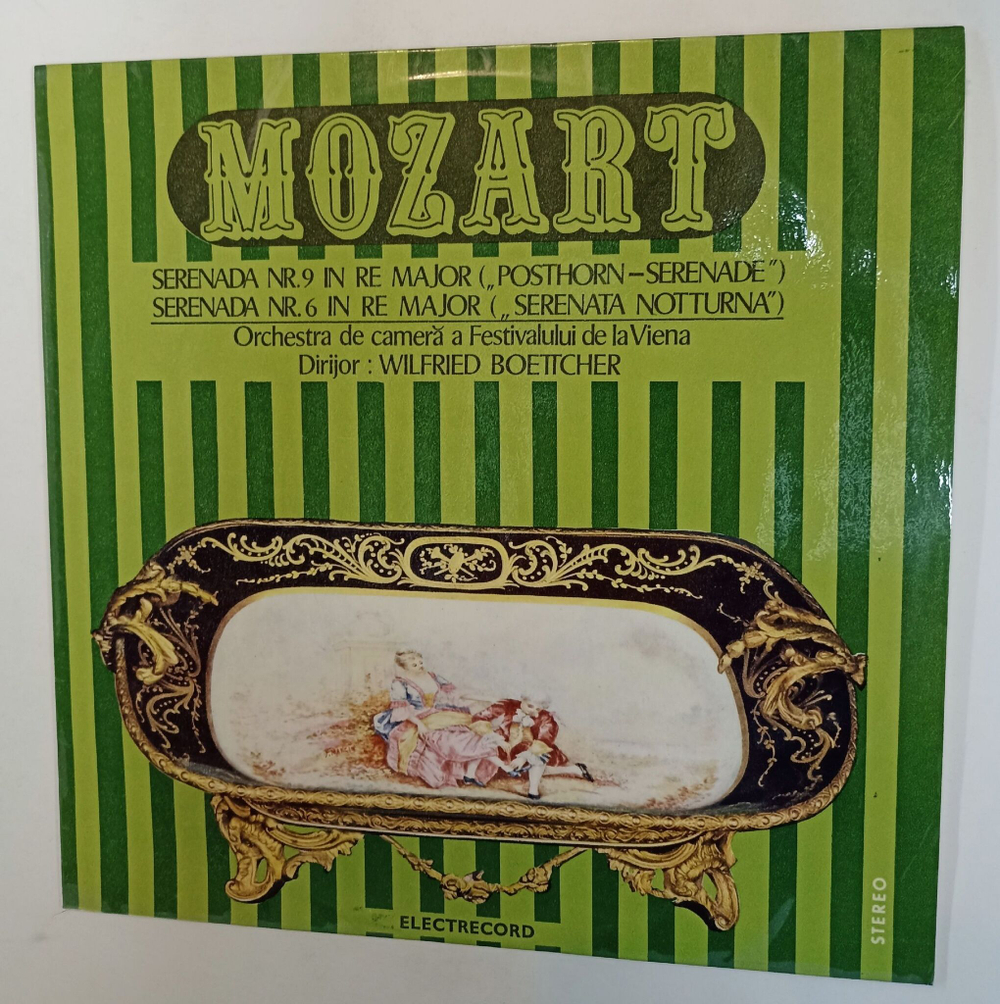 MOZART
SERENADA NR.9 IN RE MAJOR („POSTHORN–SERENADE”)
SERENADA NR.6 IN RE MAJOR („SERENATA NOTTURNA”)
Orchestra de cameră a Festivalului de la Viena
Dirijor : WILFRIED BOETTCHER
ELECTRECORD
STEREO